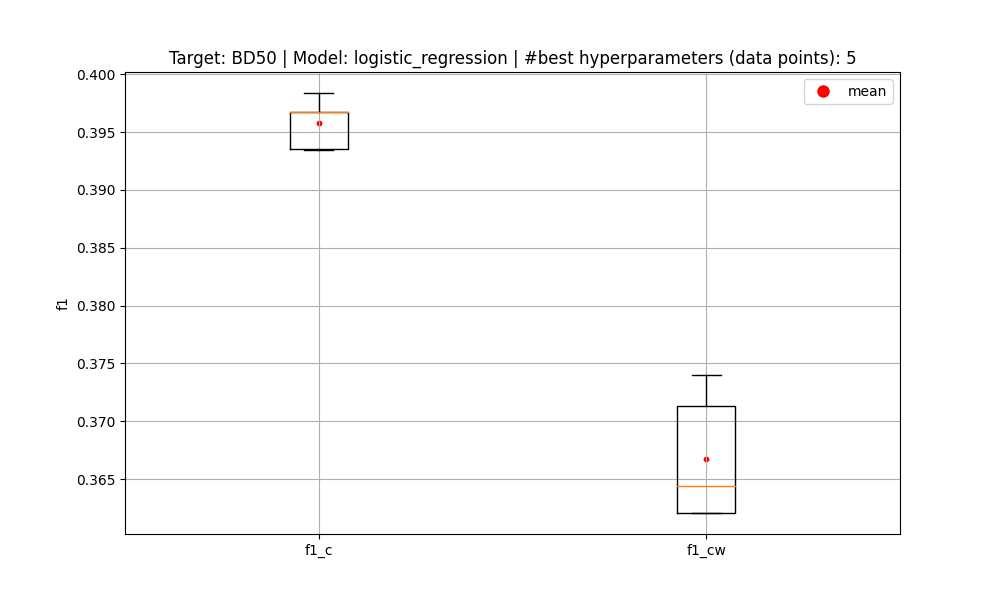 Target: BD50 | Model: logistic_regression | #best hyperparameters (data points): 5
mean
0.400
0.395
0.390
0.385
0.380
0.375
0.370
0.365
f1
f1_c
f1_cw